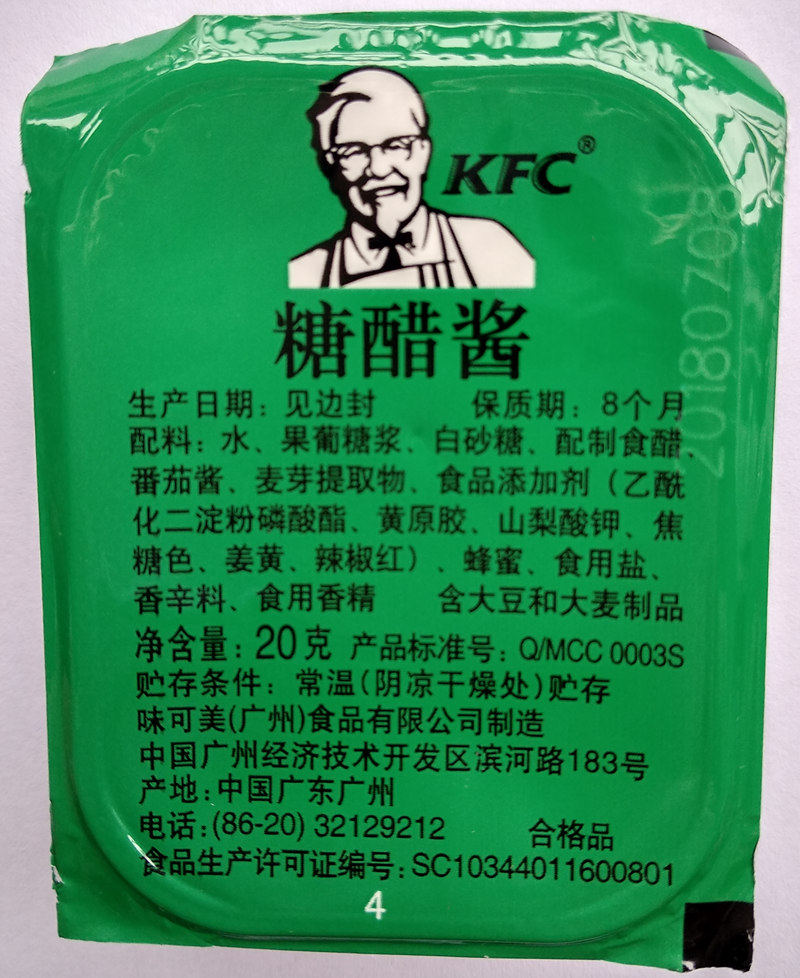 KFC®
糖醋酱
生产日期：见边封 保质期：8个月
配料：水、果葡糖浆、白砂糖、配制食醋、
番茄酱、麦芽提取物、食品添加剂（乙酰
化二淀粉磷酸酯、黄原胶、山梨酸钾、焦
糖色、姜黄、辣椒红）、蜂蜜、食用盐、
香辛料、食用香精 含大豆和大麦制品
净含量：20克 产品标准号：Q/MCC 0003S
贮存条件：常温(阴凉干燥处)贮存
味可美(广州)食品有限公司制造
中国广州经济技术开发区滨河路183号
产地：中国广东广州
电话：(86-20) 32129212 合格品
食品生产许可证编号：SC10344011600801
4
20180708